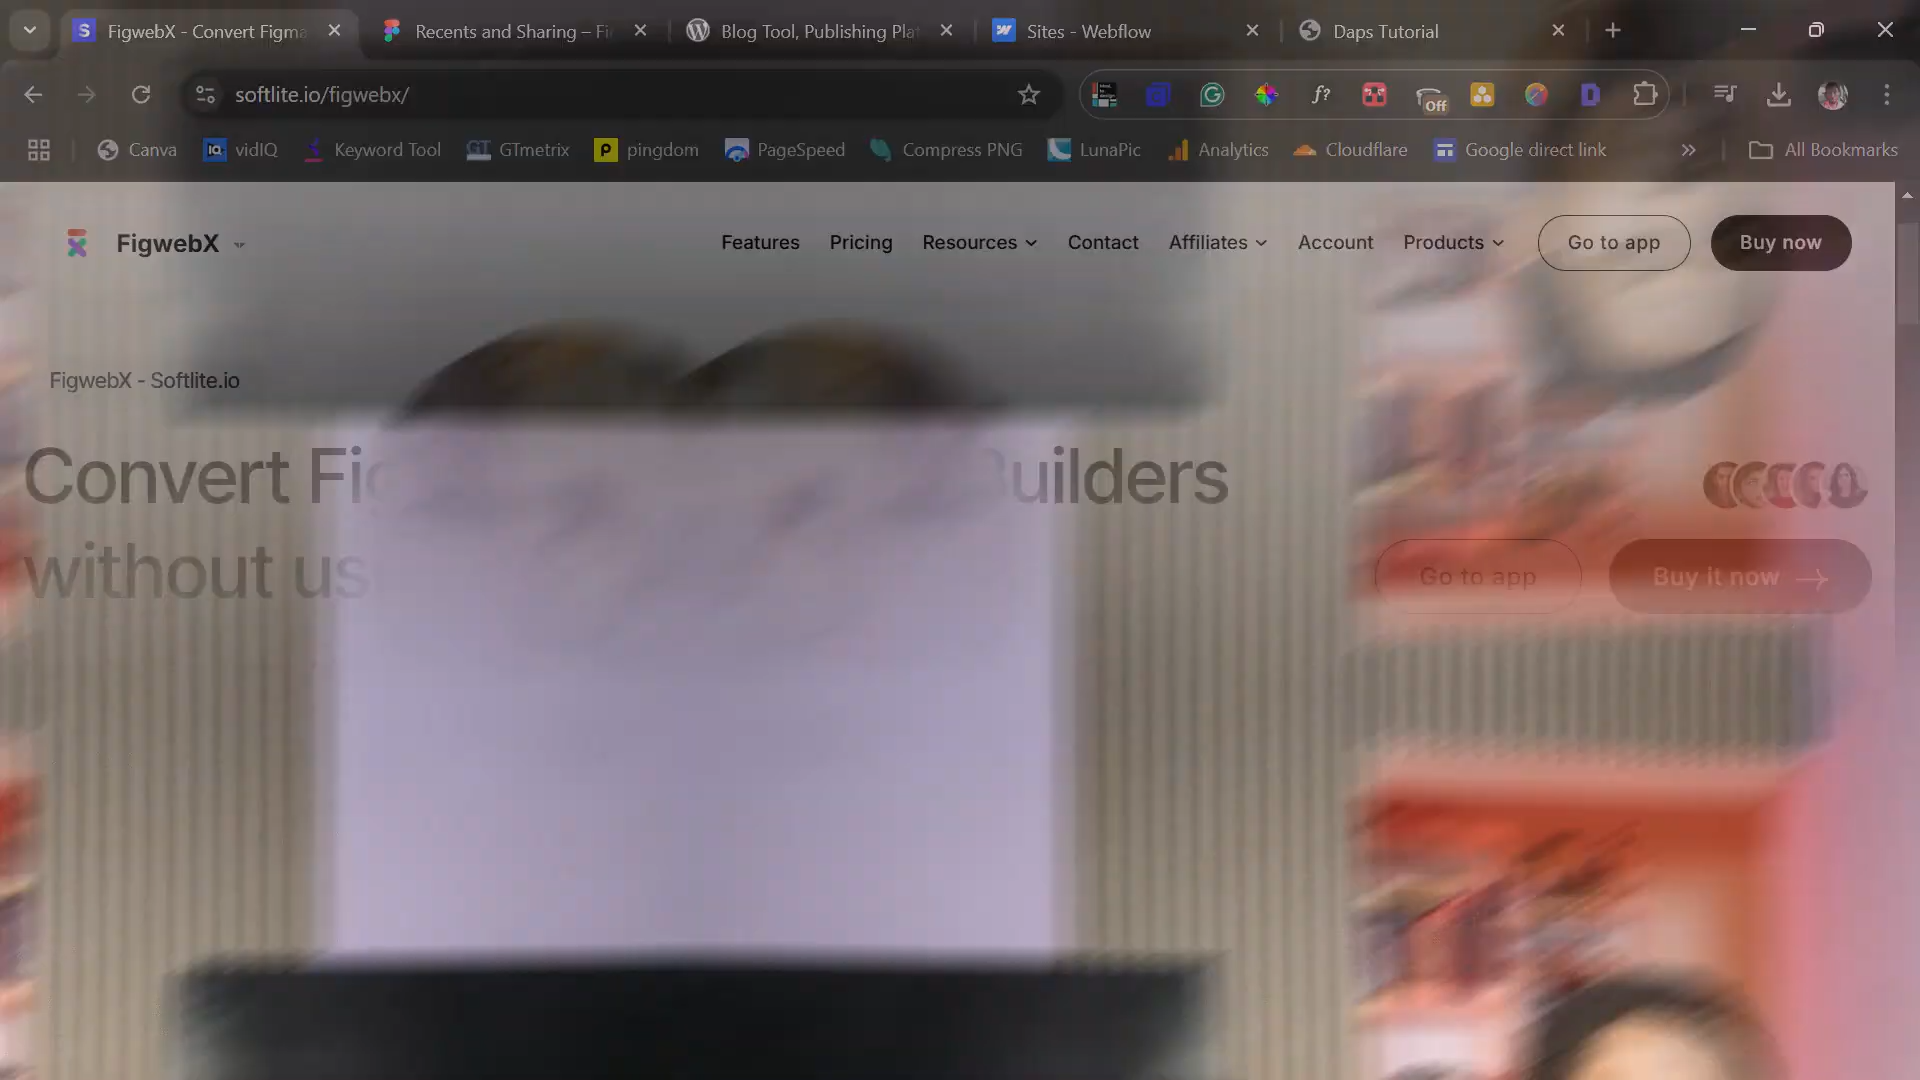 FigwebX - Convert Figma
Recents and Sharing – Fi
Blog Tool, Publishing Pla
Sites - Webflow
Daps Tutorial
softlite.io/figwebx/
f?
Off
Canva
vidIQ
Keyword Tool
GTmetrix
pingdom
PageSpeed
Compress PNG
LunaPic
Analytics
Cloudflare
Google direct link
All Bookmarks
FigwebX
Features
Pricing
Resources
Contact
Affiliates
Account
Products
Go to app
Buy now
FigwebX - Softlite.io
Convert Fig Builders
without us
Go to app
Buy it now